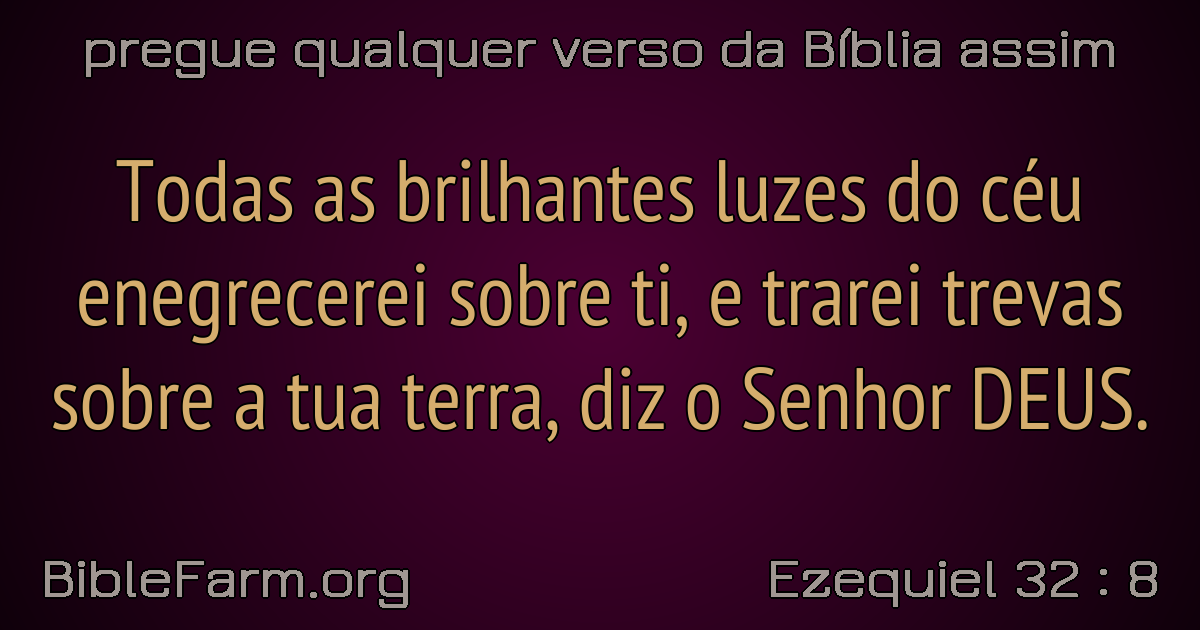 pregue qualquer verso da Bíblia assim
Todas as brilhantes luzes do céu
enegrecerei sobre ti, e trarei trevas
sobre a tua terra, diz o Senhor DEUS.
BibleFarm.org
Ezequiel 32 : 8